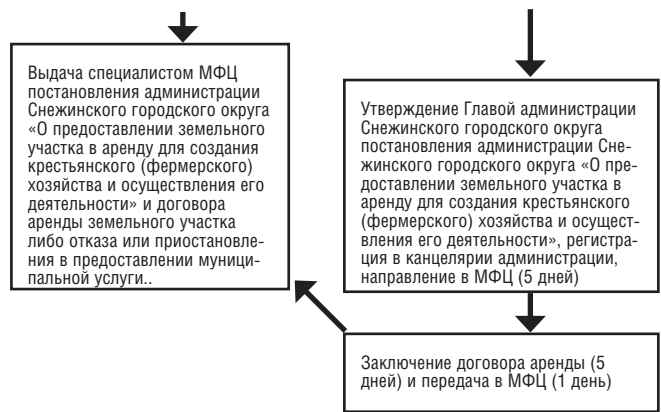 Выдача специалистом МФЦ
постановления администрации
Снежинского городского округа
«О предоставлении земельного
участка в аренду для создания
крестьянского (фермерского)
хозяйства и осуществления его
деятельности» и договора
аренды земельного участка
либо отказа или приостановле-
ния в предоставлении муници-
пальной услуги..
Утверждение Главой администрации
Снежинского городского округа
постановления администрации Сне-
жинского городского округа «О пре-
доставлении земельного участка в
аренду для создания крестьянского
(фермерского) хозяйства и осущест-
вления его деятельности», регистра-
ция в канцелярии администрации,
направление в МФЦ (5 дней)
Заключение договора аренды (5
дней) и передача в МФЦ (1 день)